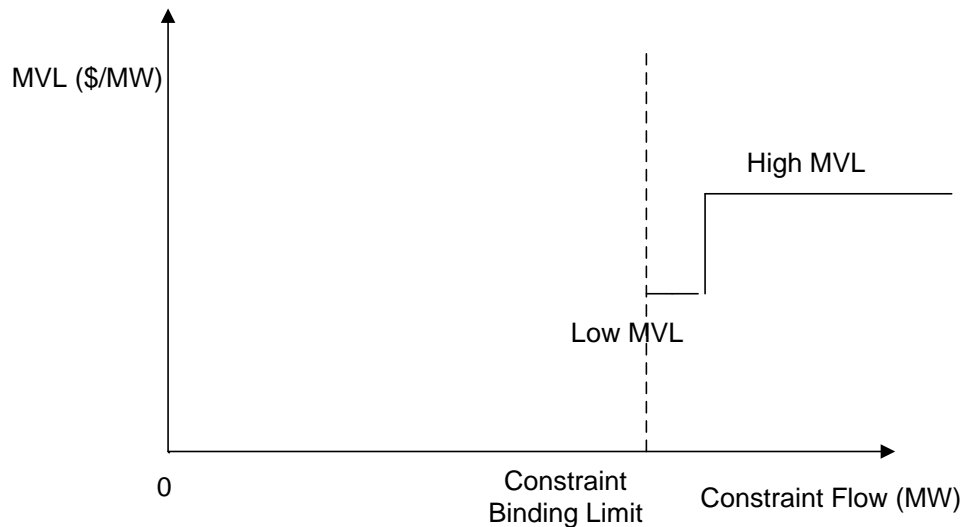 MVL ($/MW)
High MVL
Low MVL
0
Constraint
Binding Limit
Constraint Flow (MW)